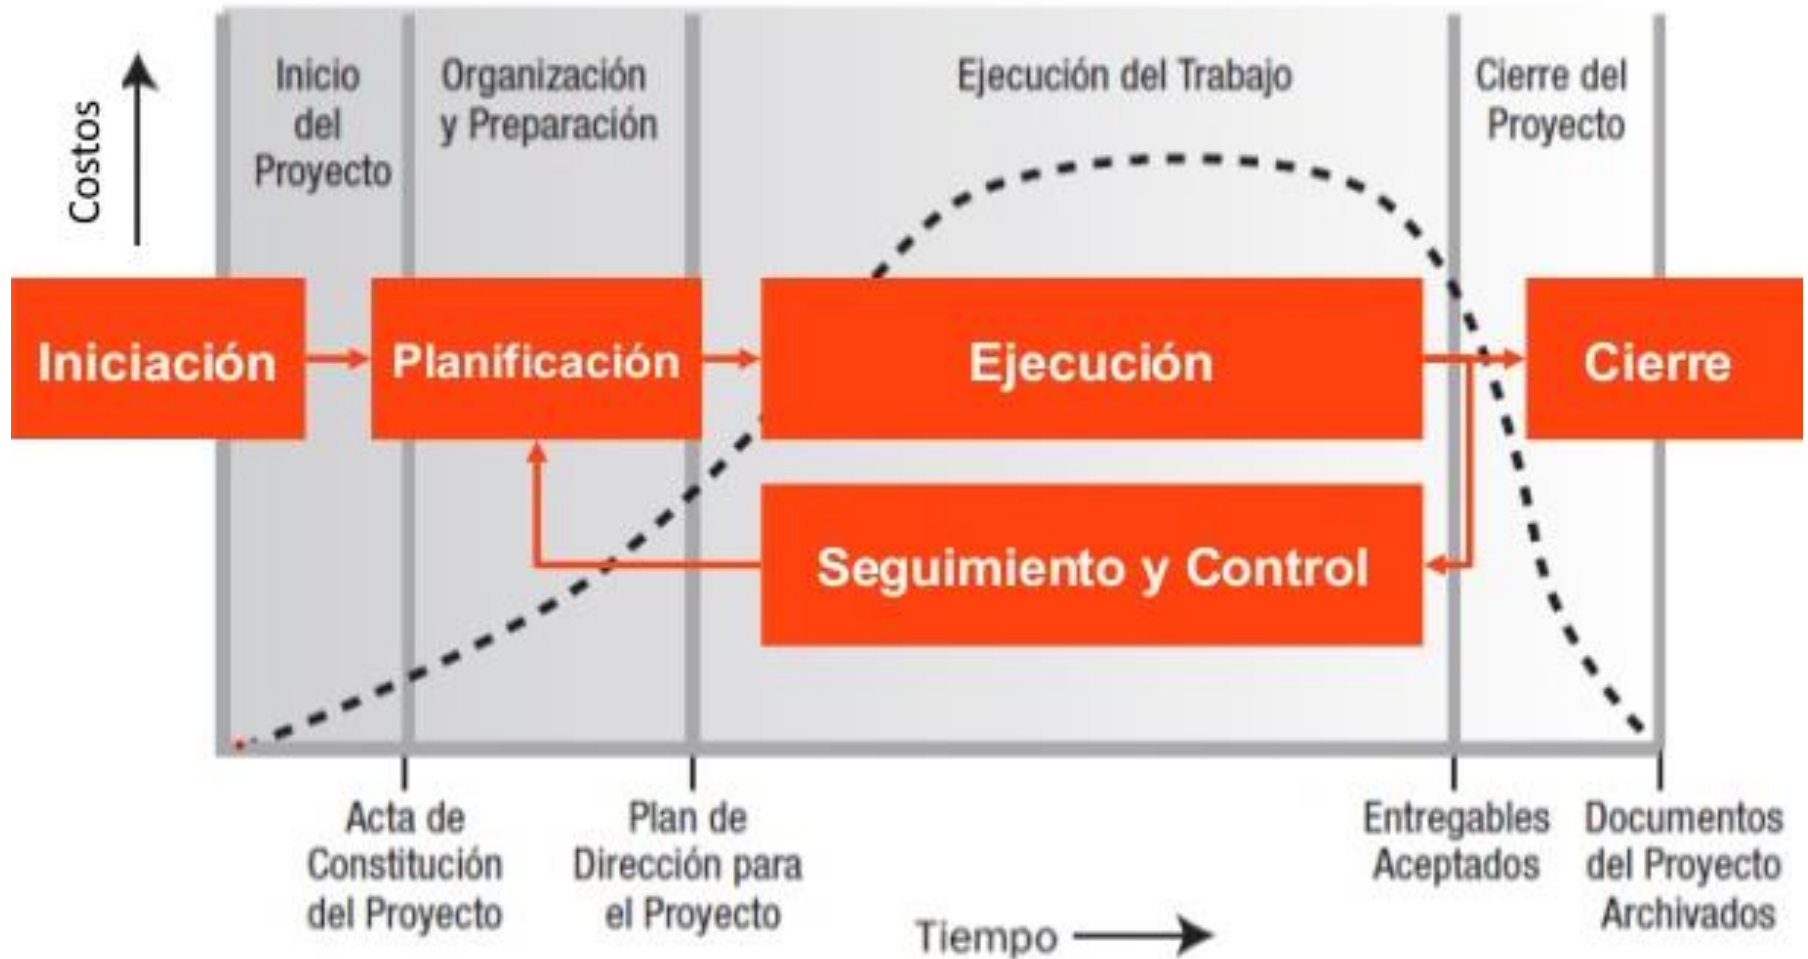 Costos
Inicio
del
Proyecto
Organización
y Preparación
Ejecución del Trabajo
Cierre del
Proyecto
Iniciación
Planificación
Ejecución
Cierre
Seguimiento y Control
Acta de
Constitución
del Proyecto
Plan de
Dirección para
el Proyecto
Entregables
Aceptados
Documentos
del Proyecto
Archivados
Tiempo